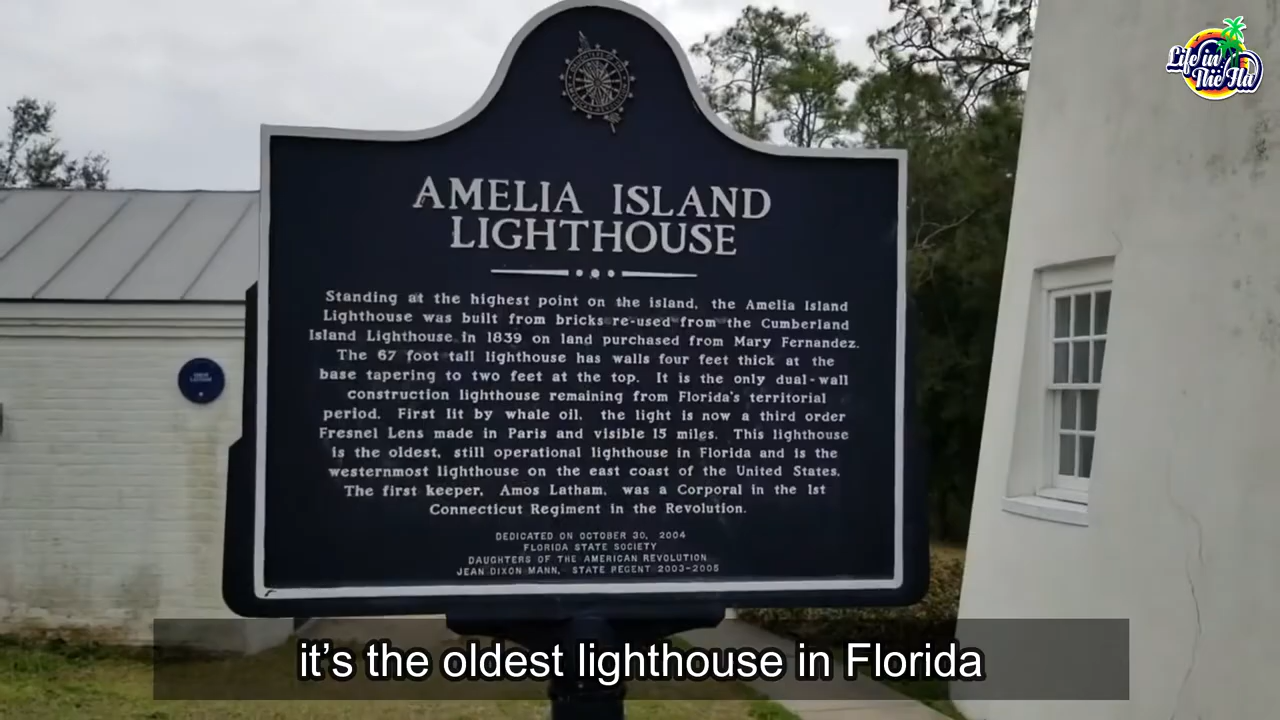 Life in
The Fla
AMELIA ISLAND
LIGHTHOUSE
Standing at the highest point on the island, the Amelia Island
Lighthouse was built from bricks re-used from the Cumberland
Island Lighthouse in 1839 on land purchased from Mary Fernandez.
The 67 foot tall lighthouse has walls four feet thick at the
base tapering to two feet at the top. It is the only dual-wall
construction lighthouse remaining from Florida's territorial
period. First lit by whale oil, the light is now a third order
Fresnel Lens made in Paris and visible 15 miles. This lighthouse
is the oldest, still operational lighthouse in Florida and is the
westernmost lighthouse on the east coast of the United States.
The first keeper, Amos Latham, was a Corporal in the 1st
Connecticut Regiment in the Revolution.
DEDICATED ON OCTOBER 30, 2004
FLORIDA STATE SOCIETY
DAUGHTERS OF THE AMERICAN REVOLUTION
JEAN DIXON MANN, STATE REGENT 2003-2005
it's the oldest lighthouse in Florida